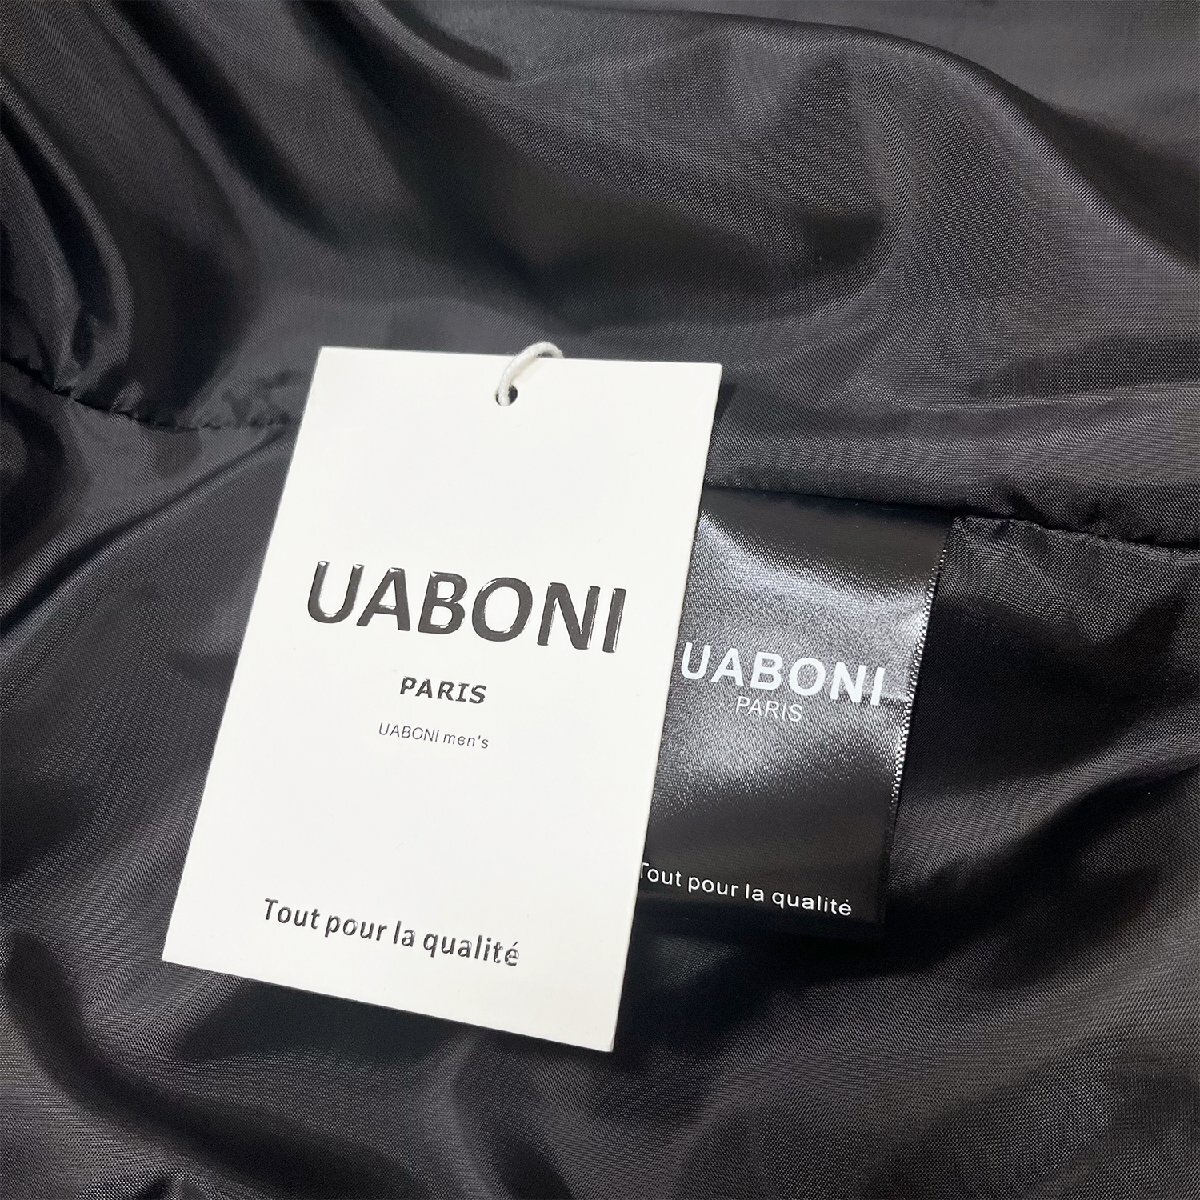 UABONI
PARIS
UABONI men's
Tout pour la qualité
UABONI
PARIS
Tout pour la qualité